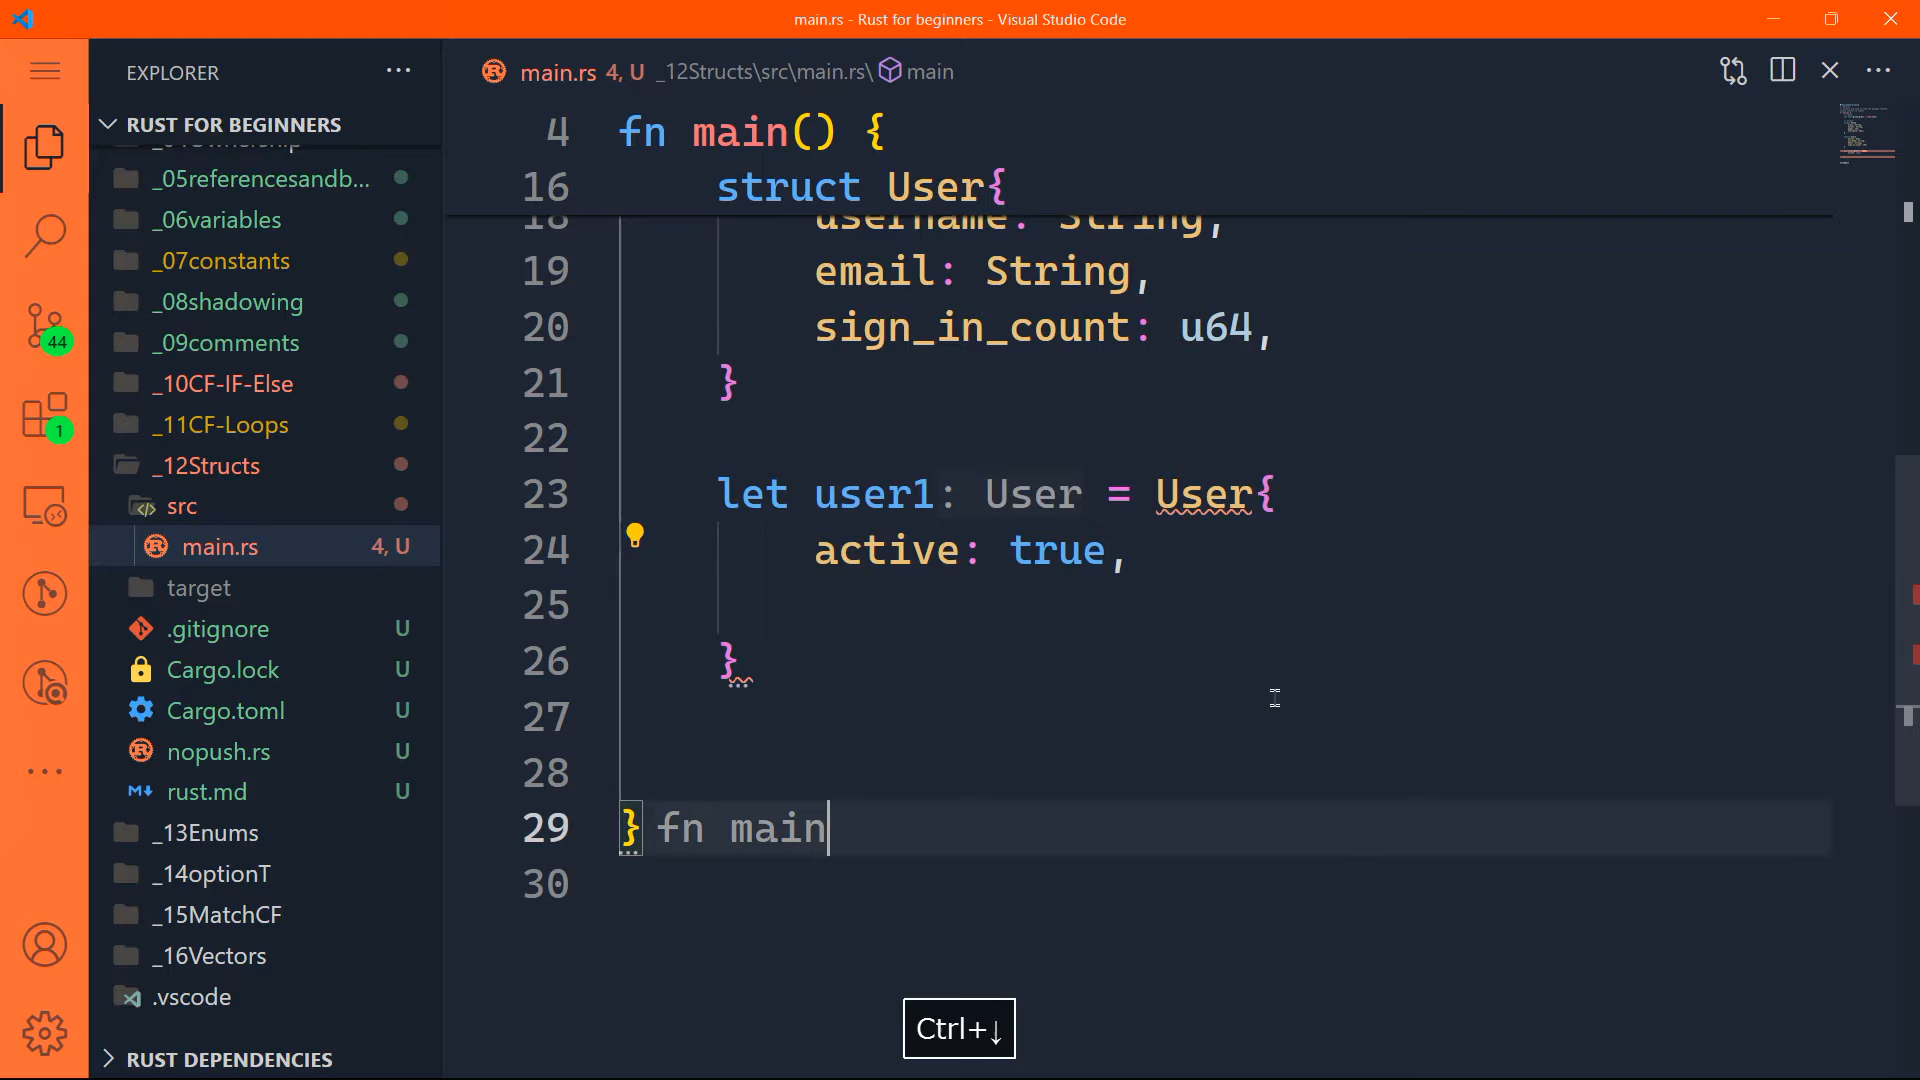 main.rs - Rust for beginners - Visual Studio Code
EXPLORER
RUST FOR BEGINNERS
_05referencesandb...
_06variables
_07constants
_08shadowing
_09comments
_10CF-IF-Else
_11CF-Loops
_12Structs
src
main.rs 4, U
target
.gitignore U
Cargo.lock U
Cargo.toml U
nopush.rs U
rust.md U
_13Enums
_14optionT
_15MatchCF
_16Vectors
.vscode
RUST DEPENDENCIES
44
1
main.rs 4, U _12Structs\src\main.rs\ main
4 fn main() {
16 struct User{
18 username: String,
19 email: String,
20 sign_in_count: u64,
21 }
22
23 let user1: User = User{
24 active: true,
25
26 }
27
28
29 } fn main
30
Ctrl+↓